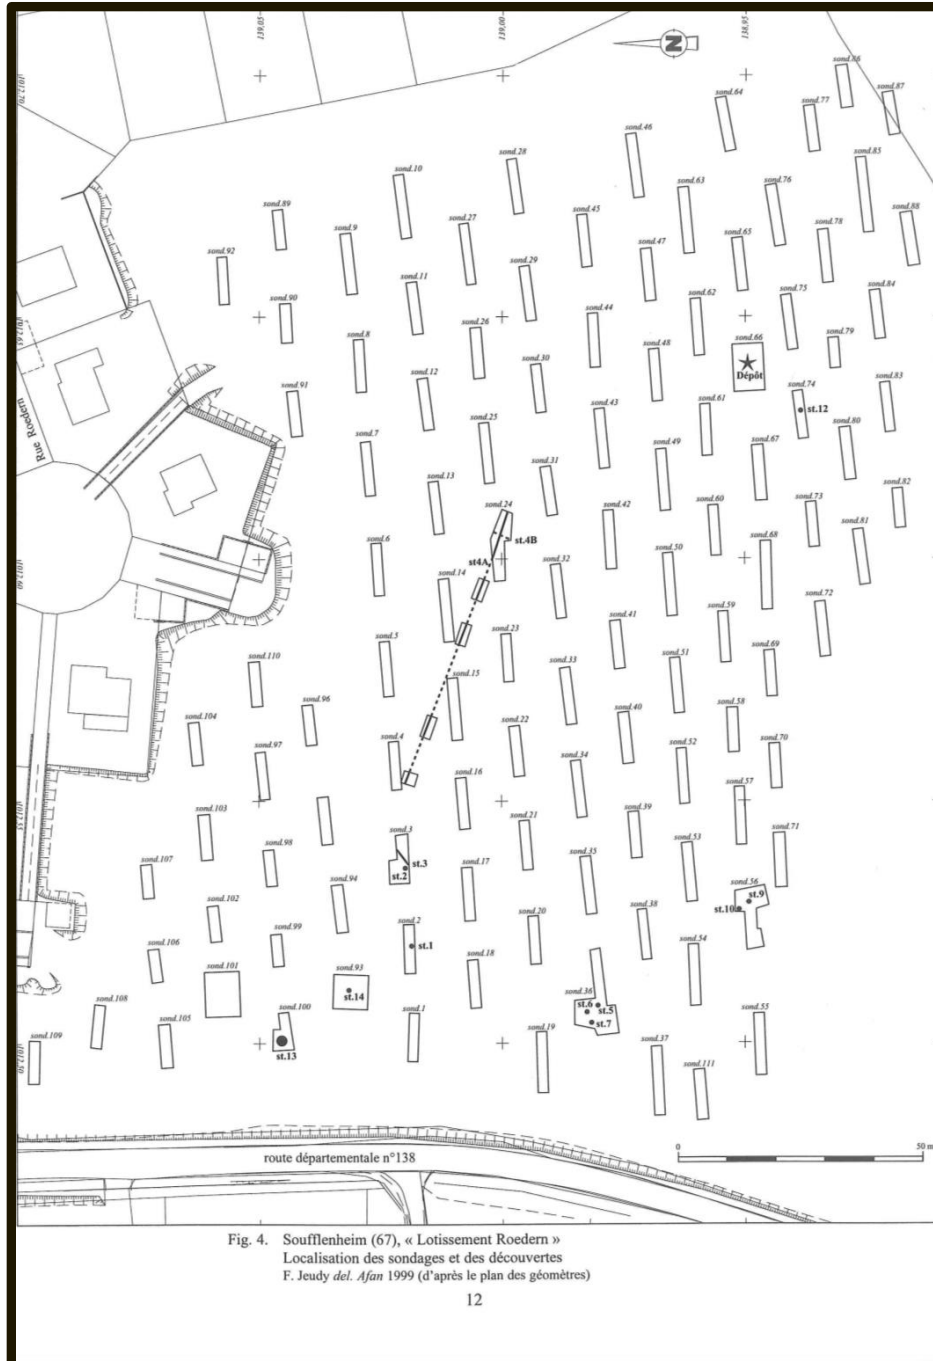 139,05
139,00
138,95
N
1012,70
sond.86
sond.87
sond.64
sond.77
sond.46
sond.28
sond.85
sond.10
sond.63
sond.76
sond.89
sond.45
sond.88
sond.27
sond.9
sond.78
sond.65
sond.92
sond.47
sond.29
sond.11
sond.84
sond.75
sond.90
sond.62
sond.44
1012,65
sond.26
sond.8
sond.79
sond.66
sond.48
sond.30
Dépôt
sond.12
sond.83
sond.74
sond.91
st.12
sond.61
sond.43
Rue Roedern
sond.25
sond.80
sond.7
sond.67
sond.49
sond.31
sond.13
sond.82
sond.24
sond.42
sond.60
sond.73
sond.81
st.4B
sond.68
sond.6
sond.50
st4A
sond.32
1012,60
sond.14
sond.72
sond.59
sond.41
sond.23
sond.5
sond.69
sond.51
sond.110
sond.33
sond.15
sond.96
sond.58
sond.40
sond.104
sond.22
sond.4
sond.70
sond.97
sond.52
sond.34
sond.16
sond.57
1012,55
sond.103
sond.39
sond.21
sond.3
sond.71
sond.53
sond.98
sond.35
sond.107
sond.17
st.3
st.2
sond.94
sond.56
st.9
st.10
sond.102
sond.38
sond.20
sond.2
sond.99
st.1
sond.106
sond.54
sond.18
sond.101
sond.93
sond.36
st.14
st.6
st.5
st.7
sond.108
sond.100
sond.1
sond.55
sond.105
sond.19
sond.109
st.13
sond.37
1012,50
sond.111
0
50 m
route départementale n°138
Fig. 4. Soufflenheim (67), « Lotissement Roedern »
Localisation des sondages et des découvertes
F. Jeudy del. Afan 1999 (d'après le plan des géomètres)
12